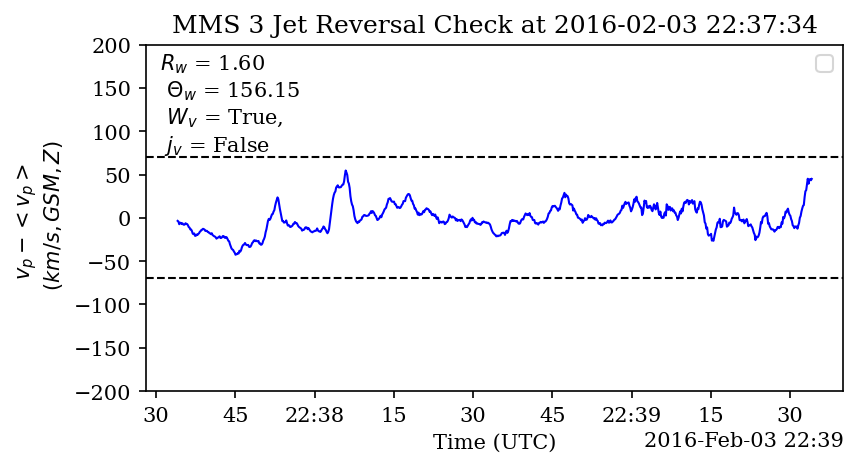 MMS 3 Jet Reversal Check at 2016-02-03 22:37:34
R_w = 1.60
Θ_w = 156.15
W_v = True,
j_v = False
v_p − < v_p >
(km/s, GSM, Z)
200
150
100
50
0
−50
−100
−150
−200
30 45 22:38 15 30 45 22:39 15 30
Time (UTC)
2016-Feb-03 22:39